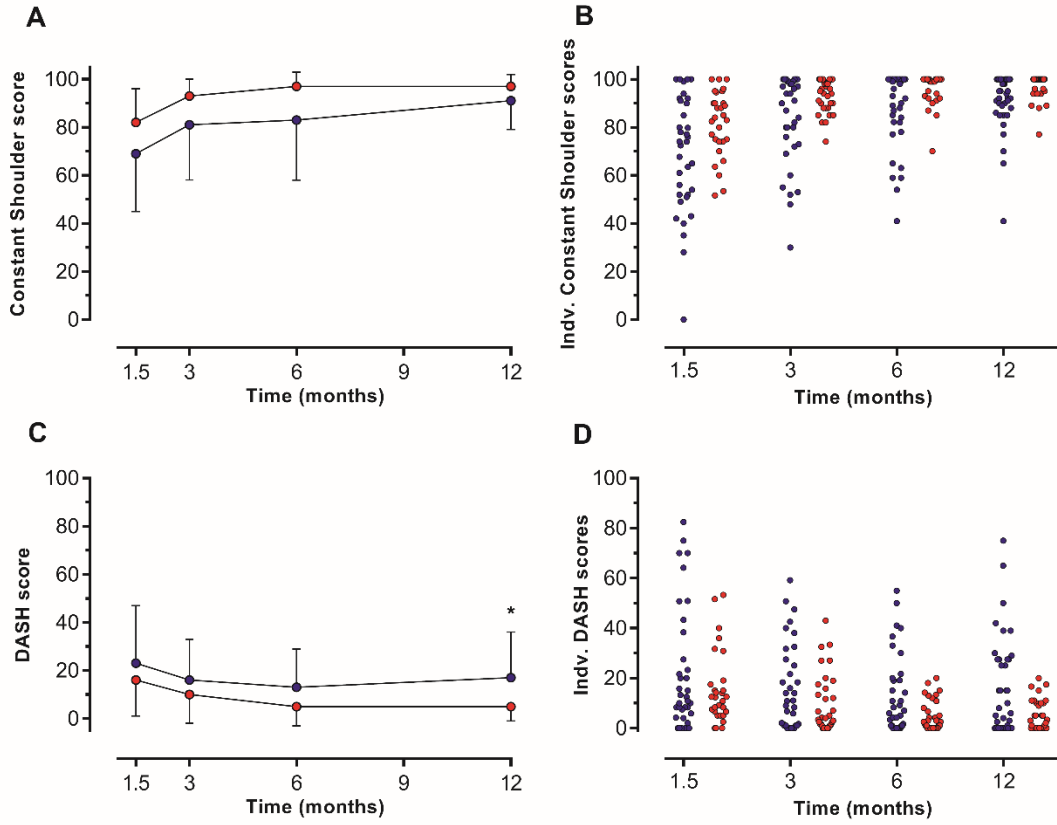 A
Constant Shoulder score
100
80
60
40
20
0
1.5 3 6 9 12
Time (months)
B
Indv. Constant Shoulder scores
100
80
60
40
20
0
1.5 3 6 12
Time (months)
C
DASH score
100
80
60
40
20
0
*
1.5 3 6 9 12
Time (months)
D
Indv. DASH scores
100
80
60
40
20
0
1.5 3 6 12
Time (months)